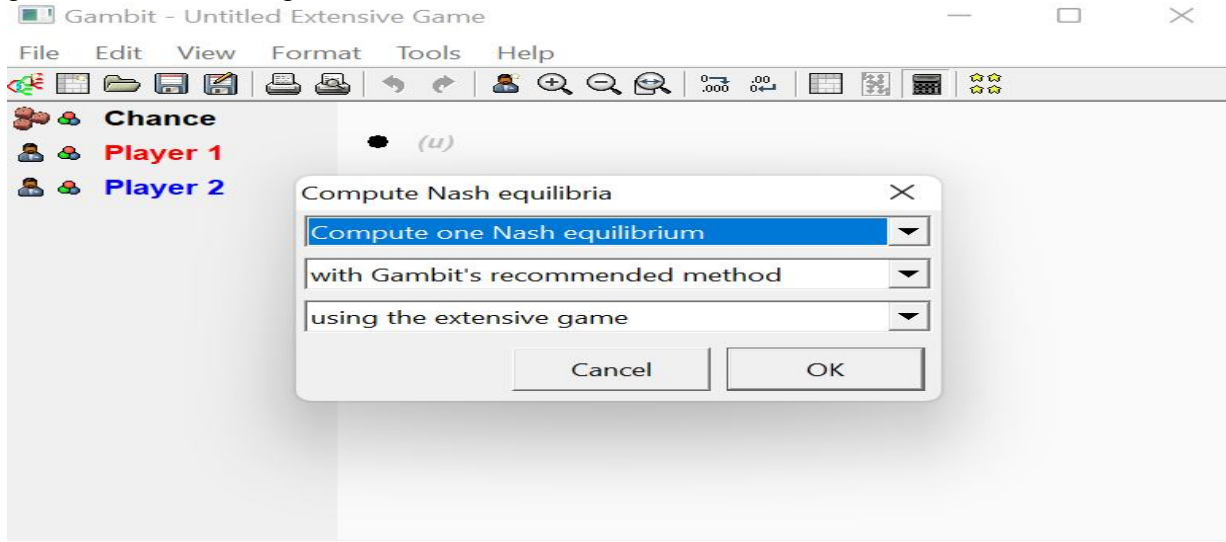 Gambit - Untitled Extensive Game
File Edit View Format Tools Help
Chance
(u)
Player 1
Player 2
Compute Nash equilibria
Compute one Nash equilibrium
with Gambit's recommended method
using the extensive game
Cancel OK